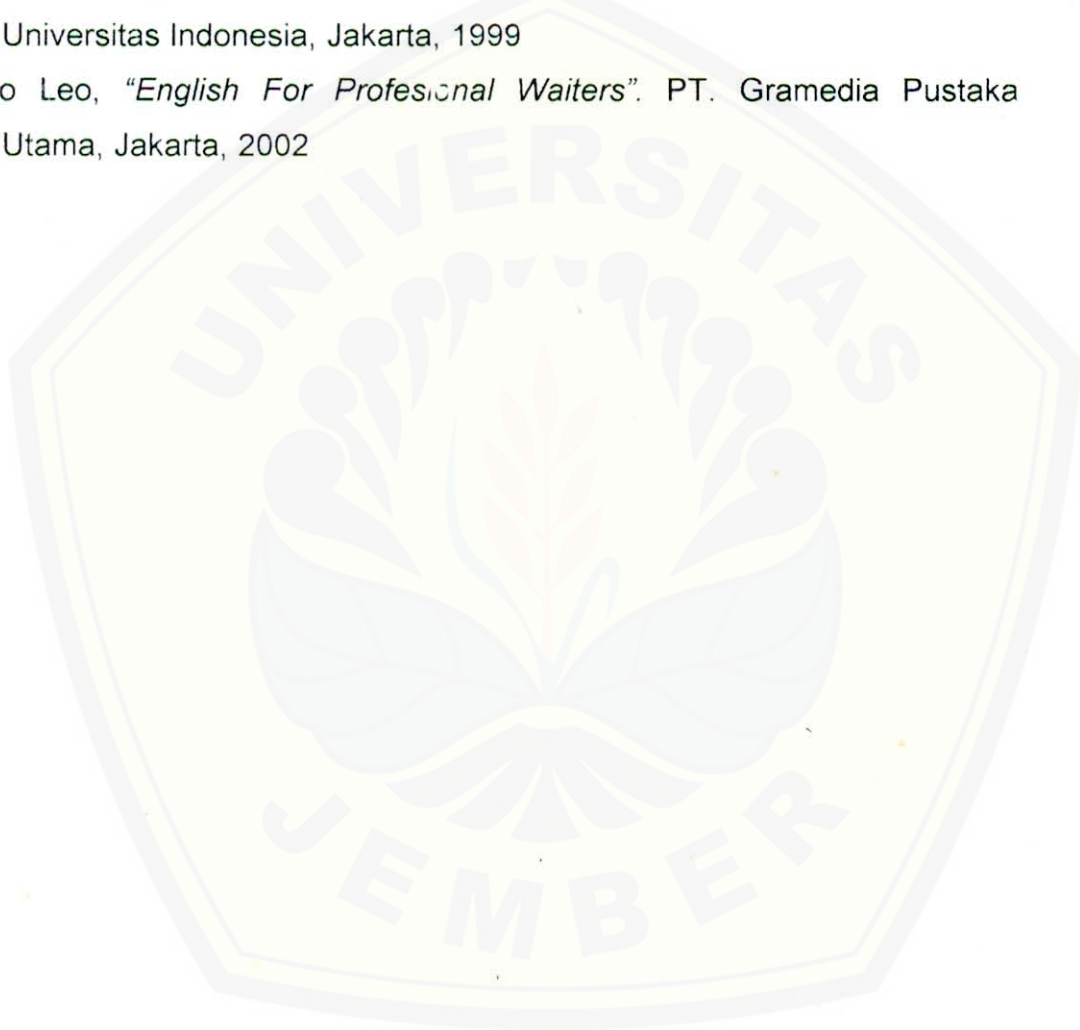 Universitas Indonesia, Jakarta, 1999
o Leo, “English For Profesional Waiters”. PT. Gramedia Pustaka
Utama, Jakarta, 2002
UNIVERSITAS
JEMBER